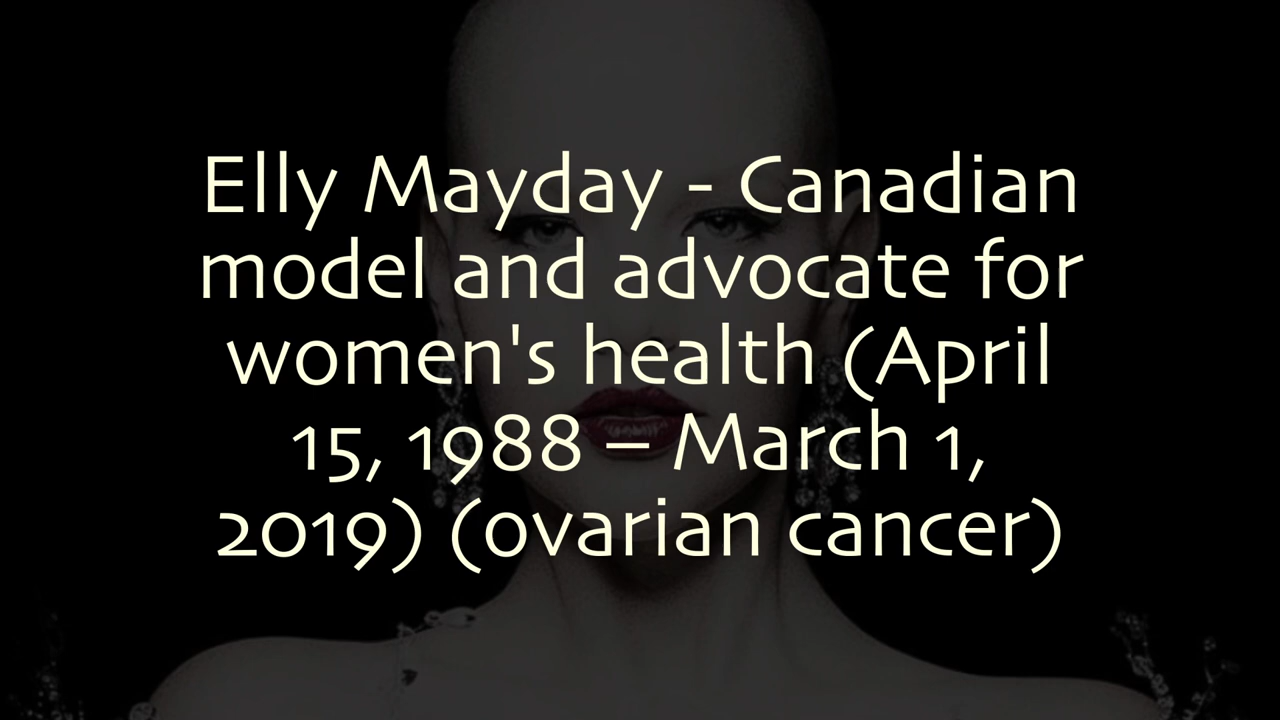 Elly Mayday - Canadian
model and advocate for
women's health (April
15, 1988 – March 1,
2019) (ovarian cancer)